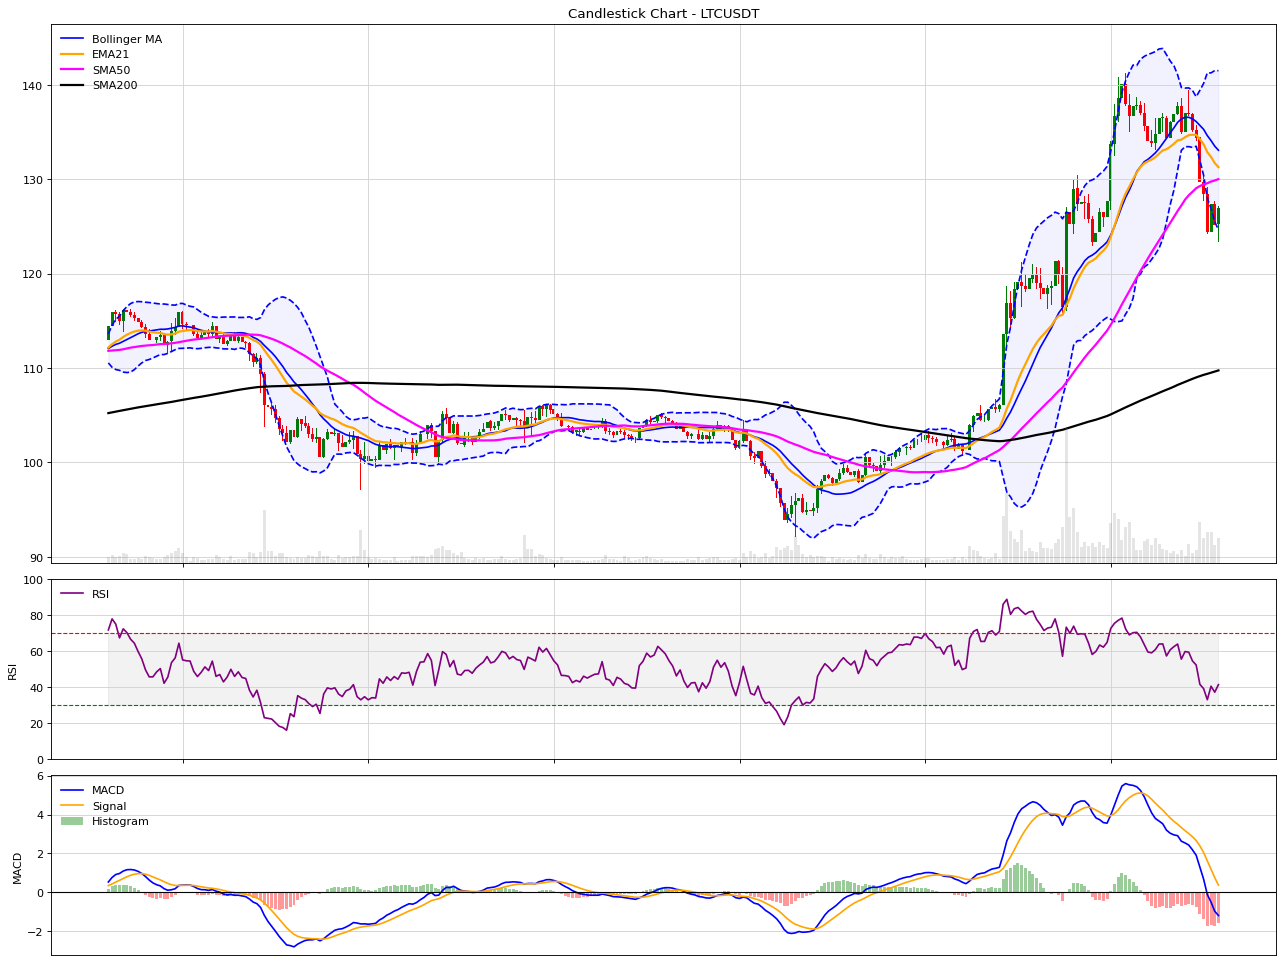 Candlestick Chart - LTCUSDT
Bollinger MA
EMA21
SMA50
SMA200
140
130
120
110
100
90
RSI
100
80
60
40
20
0
RSI
MACD
Signal
Histogram
6
4
2
0
−2
MACD